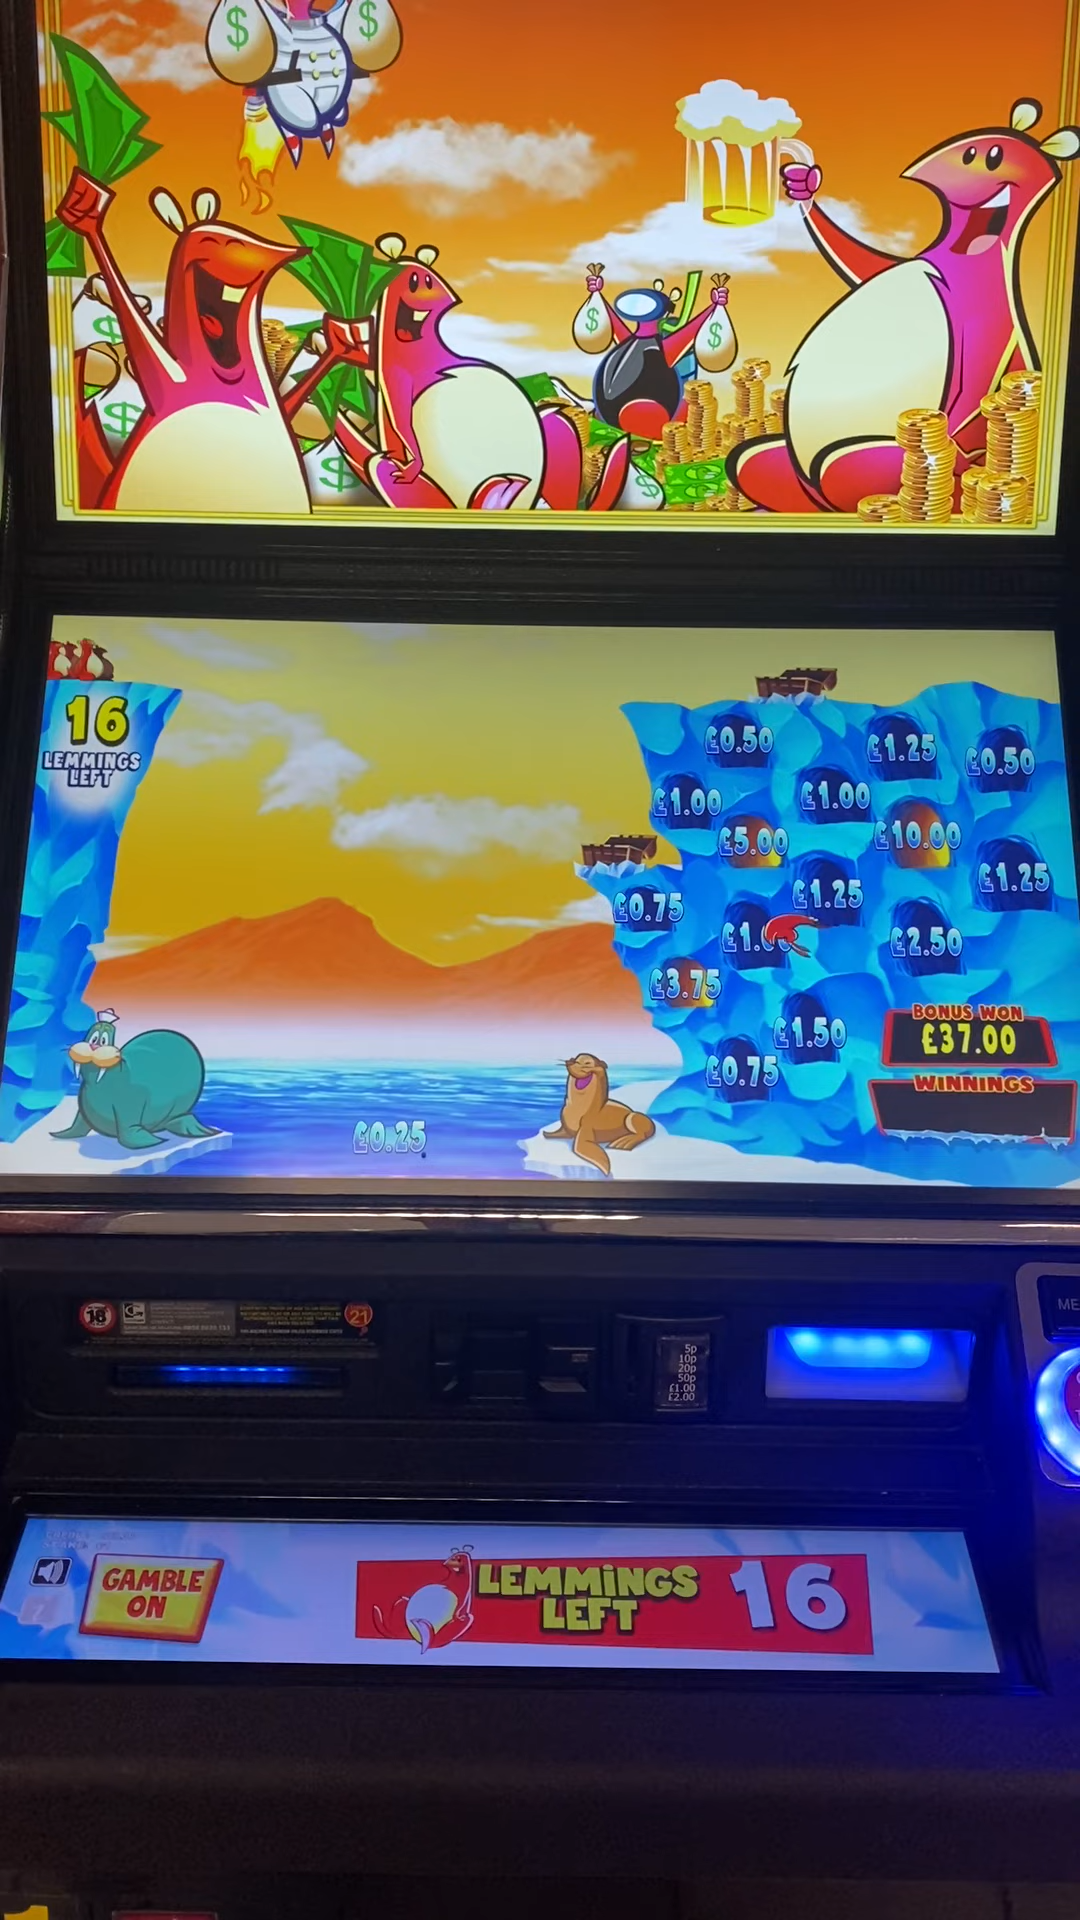 $
$
$
$
$
$
$
$
16
LEMMINGS
LEFT
£0.50
£1.25
£0.50
£1.00
£1.00
£5.00
£10.00
£1.25
£1.25
£0.75
£2.50
£3.75
£1.50
£0.75
BONUS WON
£37.00
WINNINGS
£0.25
18
21
5p
10p
20p
50p
£1.00
£2.00
GAMBLE
ON
LEMMINGS
LEFT
16